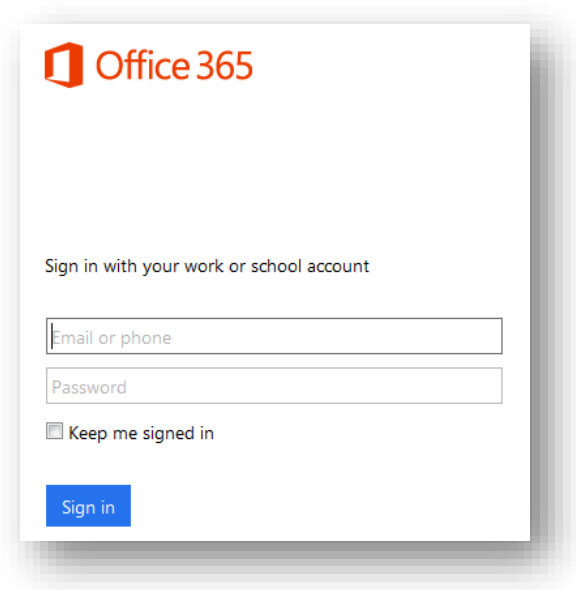 Office 365
Sign in with your work or school account
Email or phone
Password
Keep me signed in
Sign in